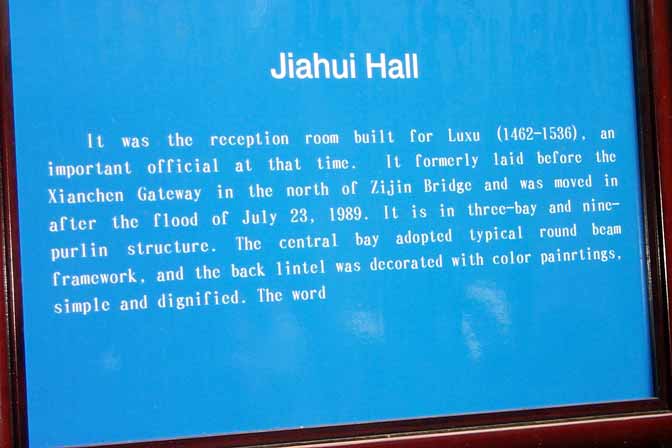 Jiahui Hall
It was the reception room built for Luxu (1462-1536), an
important official at that time. It formerly laid before the
Xianchen Gateway in the north of Zijin Bridge and was moved in
after the flood of July 23, 1989. It is in three-bay and nine-
purlin structure. The central bay adopted typical round beam
framework, and the back lintel was decorated with color painrtings,
simple and dignified. The word